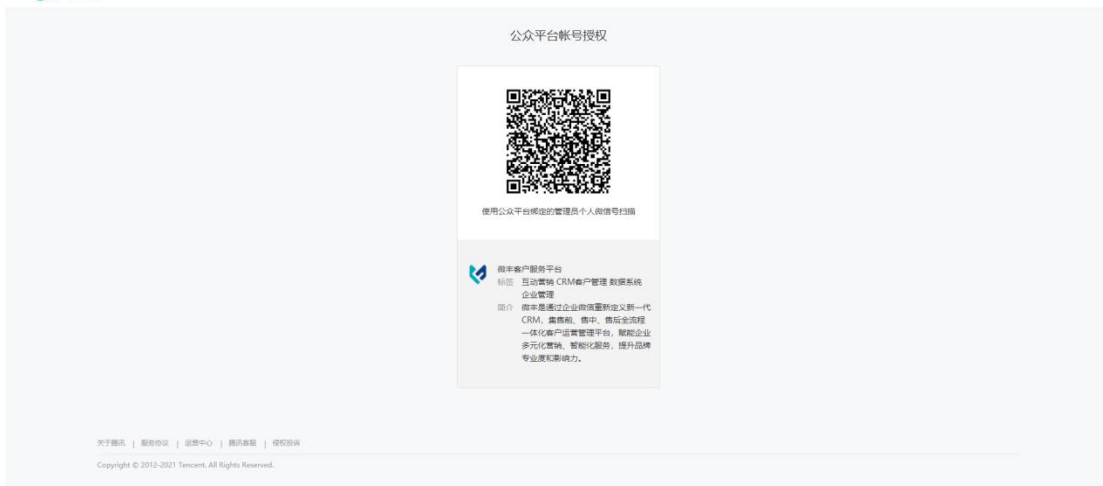 公众平台帐号授权
使用公众平台绑定的管理员个人微信号扫描
微丰客户服务平台
标签 互动营销 CRM客户管理 数据系统
企业管理
简介 微丰是通过企业微信重新定义新一代
CRM，集售前、售中、售后全流程
一体化客户运营管理平台，赋能企业
多元化营销、智能化服务，提升品牌
专业度和影响力。
关于腾讯 | 服务协议 | 运营中心 | 腾讯客服 | 侵权投诉
Copyright © 2012-2021 Tencent. All Rights Reserved.